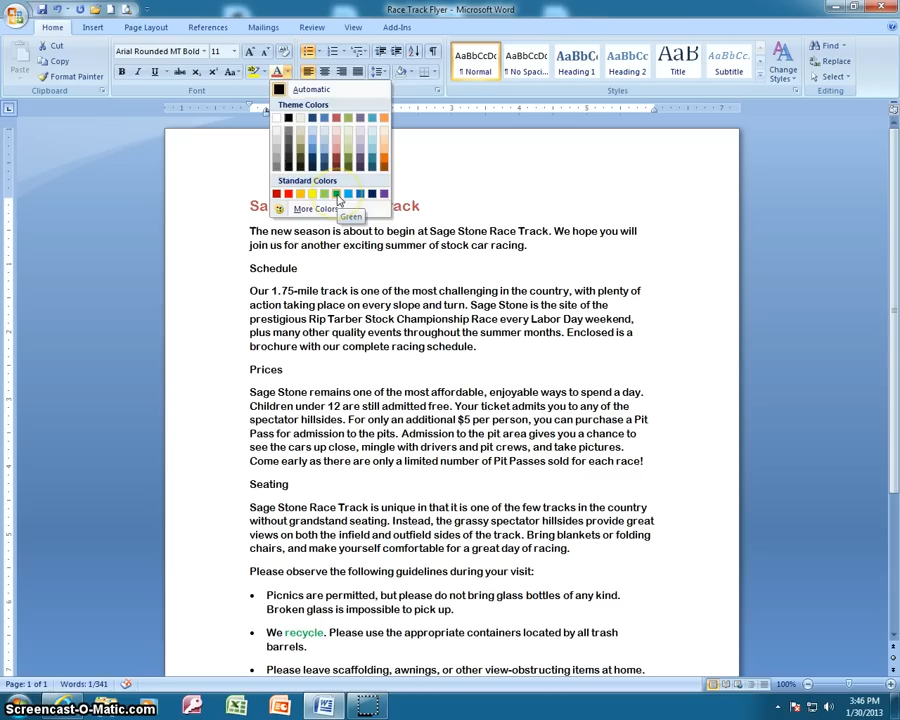 Race Track Flyer - Microsoft Word
Home Insert Page Layout References Mailings Review View Add-Ins
Paste
Cut
Copy
Format Painter
Clipboard
Arial Rounded MT Bold 11
Font
AaBbCcDc AaBbCcDc AaBbCc AaBbCc AaB AaBbCc.
¶ Normal ¶ No Spaci... Heading 1 Heading 2 Title Subtitle
Change Styles
Styles
Find
Replace
Select
Editing
Automatic
Theme Colors
Standard Colors
More Colors
Green
The new season is about to begin at Sage Stone Race Track. We hope you will
join us for another exciting summer of stock car racing.
Schedule
Our 1.75-mile track is one of the most challenging in the country, with plenty of
action taking place on every slope and turn. Sage Stone is the site of the
prestigious Rip Tarber Stock Championship Race every Labor Day weekend,
plus many other quality events throughout the summer months. Enclosed is a
brochure with our complete racing schedule.
Prices
Sage Stone remains one of the most affordable, enjoyable ways to spend a day.
Children under 12 are still admitted free. Your ticket admits you to any of the
spectator hillsides. For only an additional $5 per person, you can purchase a Pit
Pass for admission to the pits. Admission to the pit area gives you a chance to
see the cars up close, mingle with drivers and pit crews, and take pictures.
Come early as there are only a limited number of Pit Passes sold for each race!
Seating
Sage Stone Race Track is unique in that it is one of the few tracks in the country
without grandstand seating. Instead, the grassy spectator hillsides provide great
views on both the infield and outfield sides of the track. Bring blankets or folding
chairs, and make yourself comfortable for a great day of racing.
Please observe the following guidelines during your visit:
• Picnics are permitted, but please do not bring glass bottles of any kind.
Broken glass is impossible to pick up.
• We recycle. Please use the appropriate containers located by all trash
barrels.
• Please leave scaffolding, awnings, or other view-obstructing items at home.
Page: 1 of 1 Words: 1/341
100%
Screencast-O-Matic.com
3:46 PM
1/30/2013